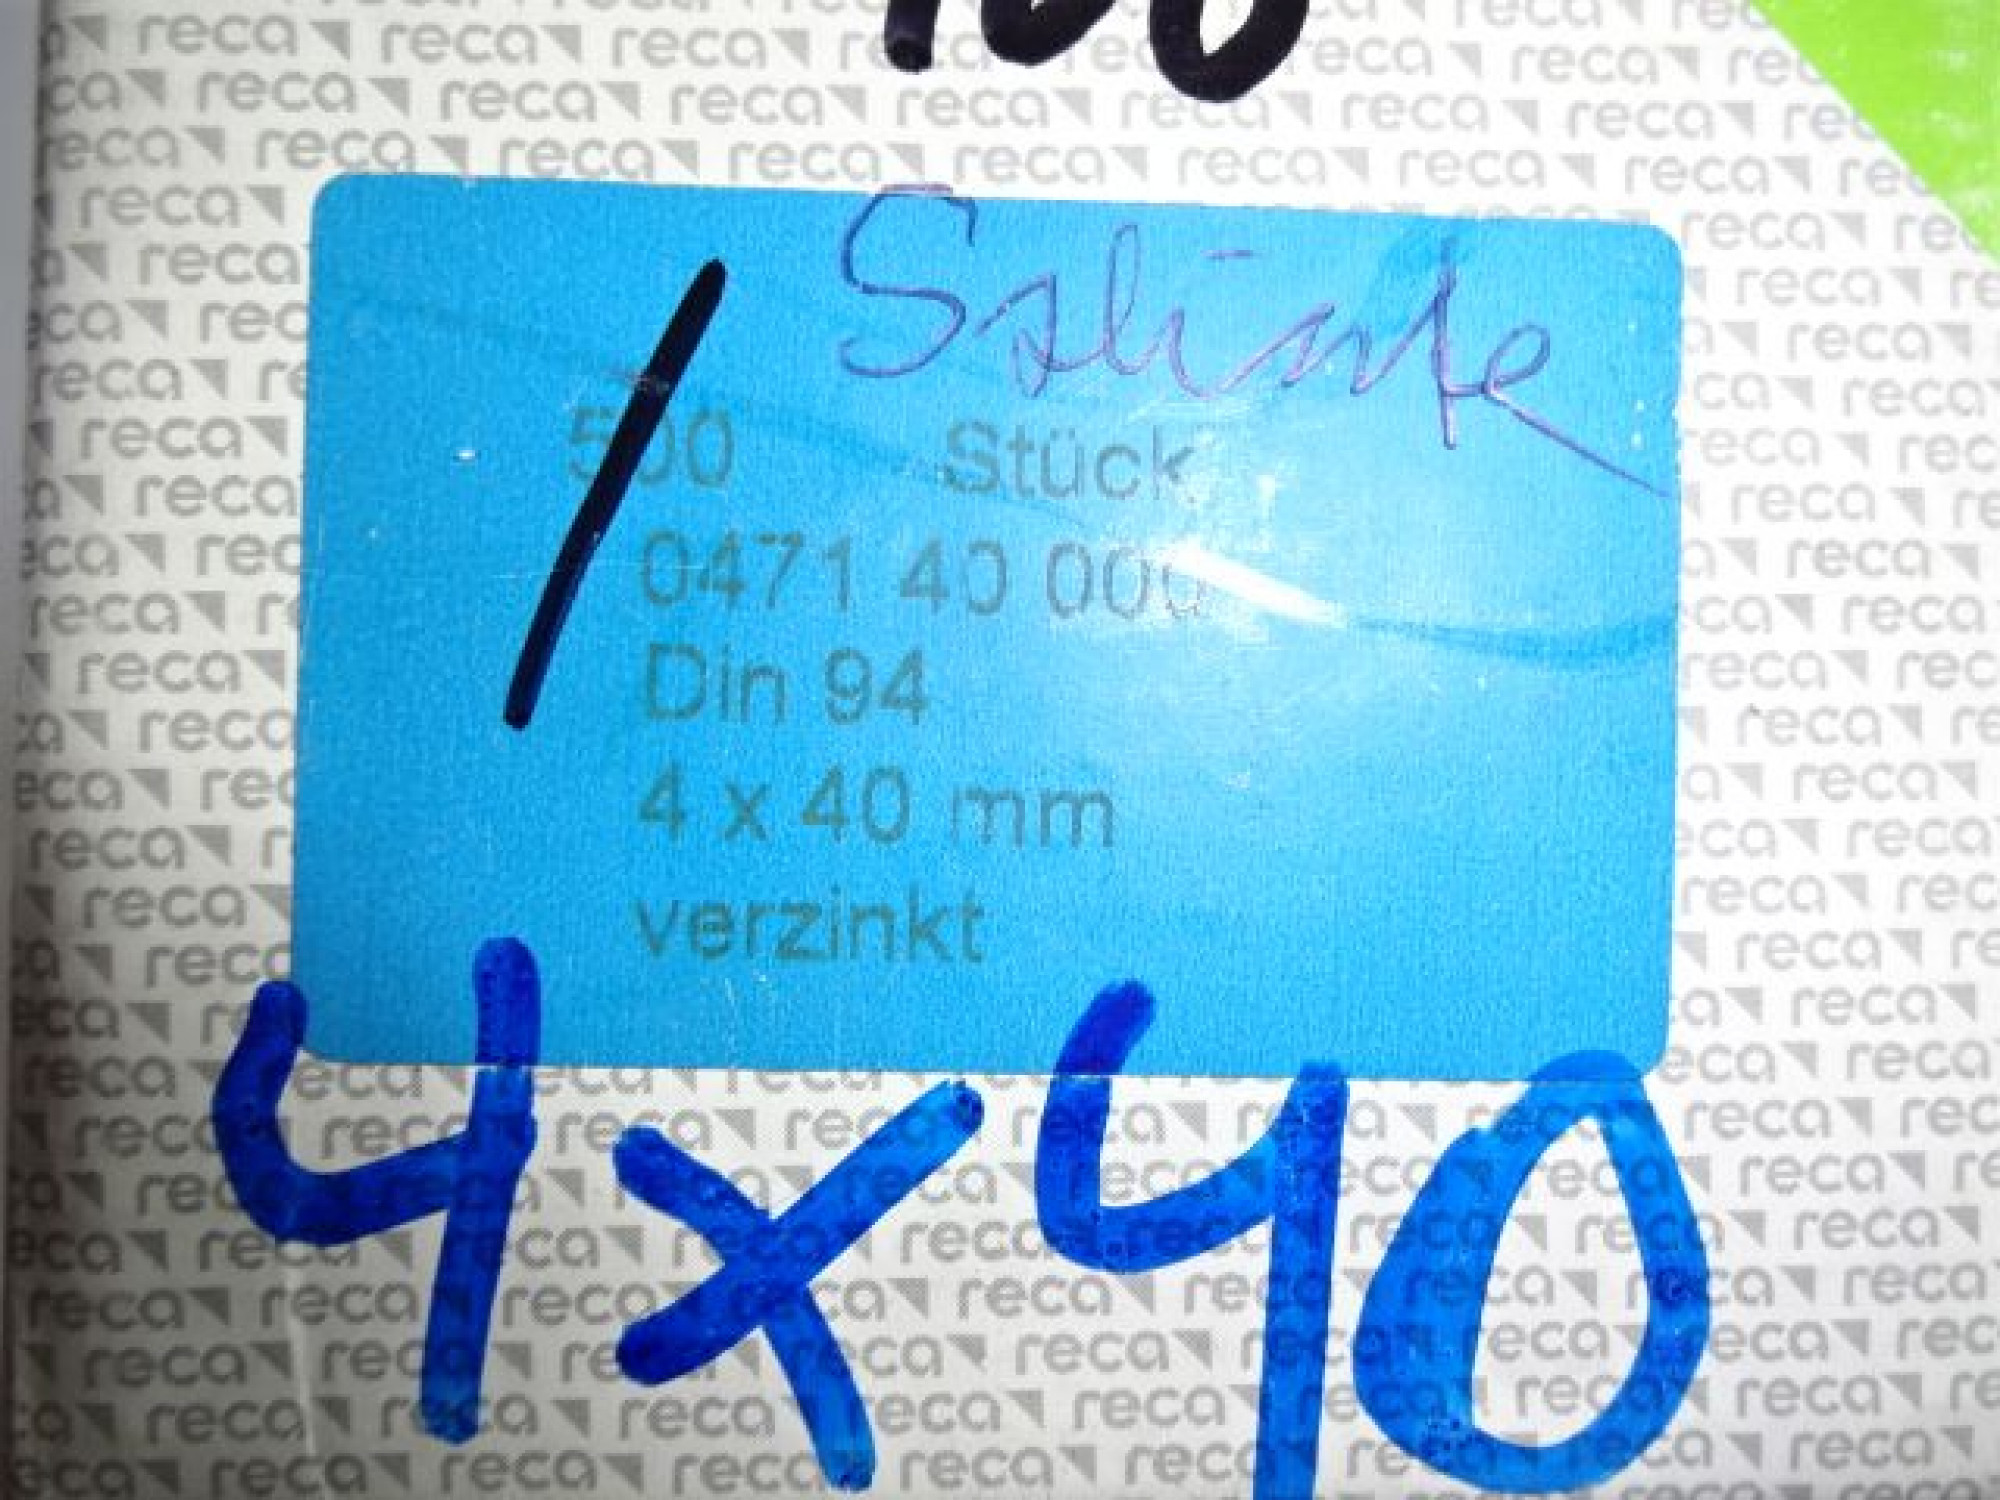 500 Stück
0471 40 000
Din 94
4 x 40 mm
verzinkt
4x40